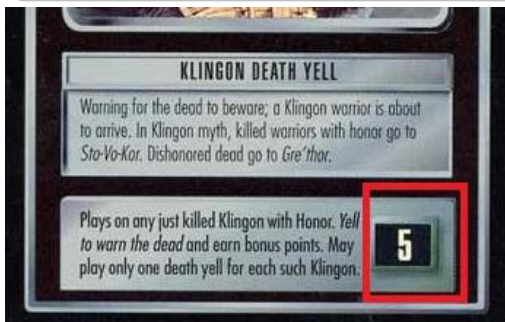 KLINGON DEATH YELL
Warning for the dead to beware; a Klingon warrior is about
to arrive. In Klingon myth, killed warriors with honor go to
Sto-Vo-Kor. Dishonored dead go to Gre'thor.
Plays on any just killed Klingon with Honor. Yell
to warn the dead and earn bonus points. May
play only one death yell for each such Klingon.
5